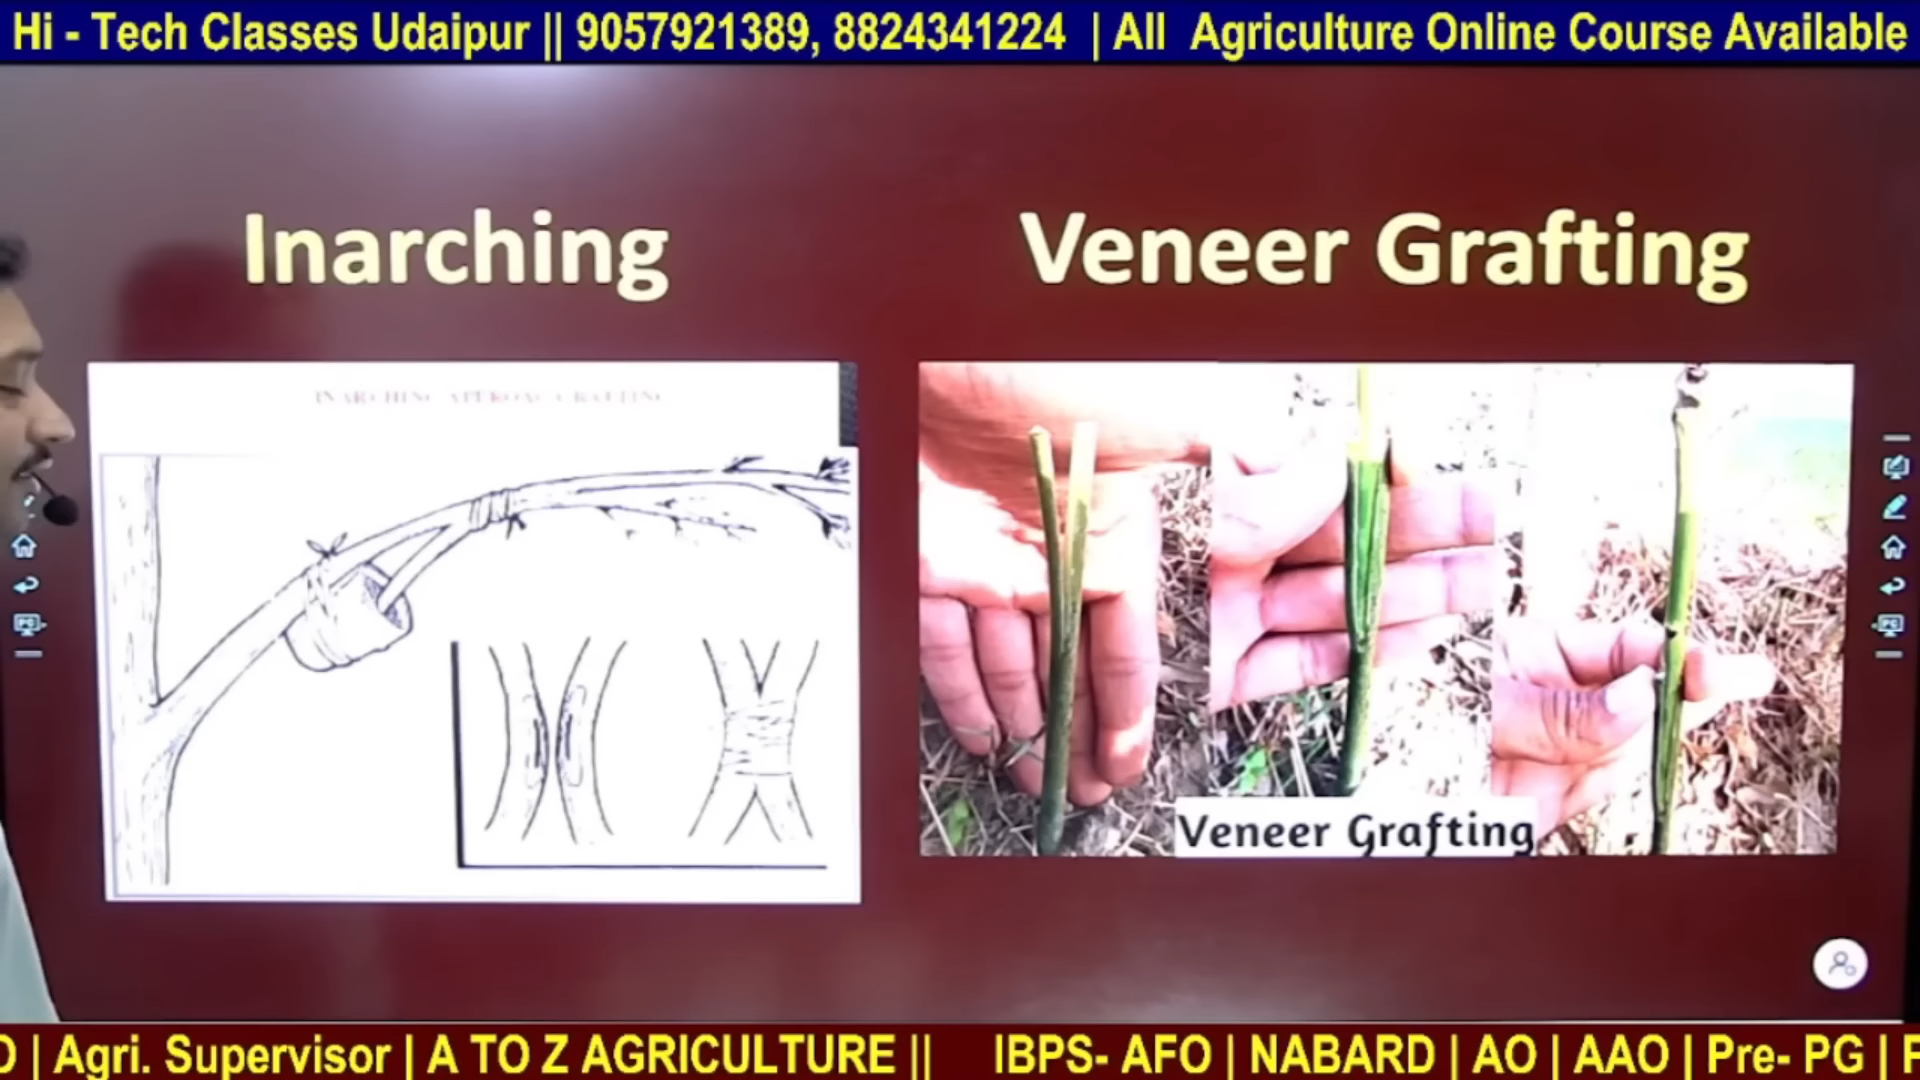 Hi - Tech Classes Udaipur || 9057921389, 8824341224 | All Agriculture Online Course Available
Inarching
Veneer Grafting
Veneer Grafting
| Agri. Supervisor | A TO Z AGRICULTURE || IBPS- AFO | NABARD | AO | AAO | Pre- PG |